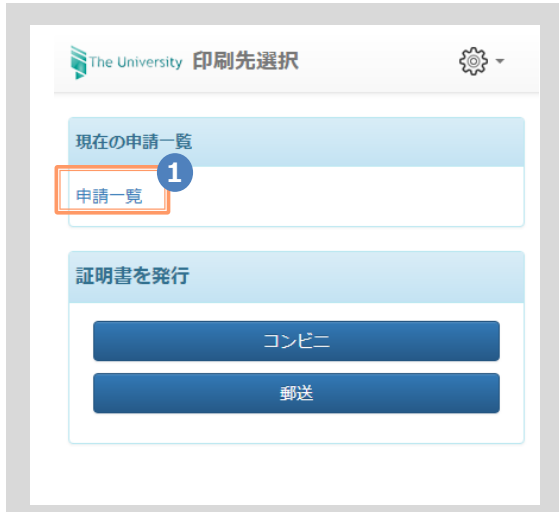 The University 印刷先選択
現在の申請一覧
1
申請一覧
証明書を発行
コンビニ
郵送